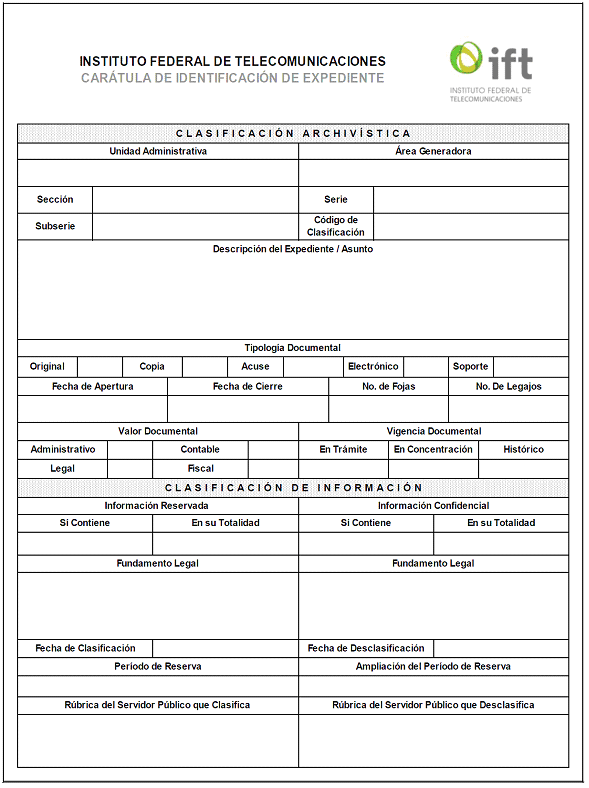 INSTITUTO FEDERAL DE TELECOMUNICACIONES
CARÁTULA DE IDENTIFICACIÓN DE EXPEDIENTE
ift
INSTITUTO FEDERAL DE
TELECOMUNICACIONES
CLASIFICACIÓN ARCHIVÍSTICA
Unidad Administrativa Área Generadora
Sección Serie
Subserie Código de Clasificación
Descripción del Expediente / Asunto
Tipología Documental
Original Copia Acuse Electrónico Soporte
Fecha de Apertura Fecha de Cierre No. de Fojas No. De Legajos
Valor Documental Vigencia Documental
Administrativo Contable En Trámite En Concentración Histórico
Legal Fiscal
CLASIFICACIÓN DE INFORMACIÓN
Información Reservada Información Confidencial
Si Contiene En su Totalidad Si Contiene En su Totalidad
Fundamento Legal Fundamento Legal
Fecha de Clasificación Fecha de Desclasificación
Periodo de Reserva Ampliación del Periodo de Reserva
Rúbrica del Servidor Público que Clasifica Rúbrica del Servidor Público que Desclasifica